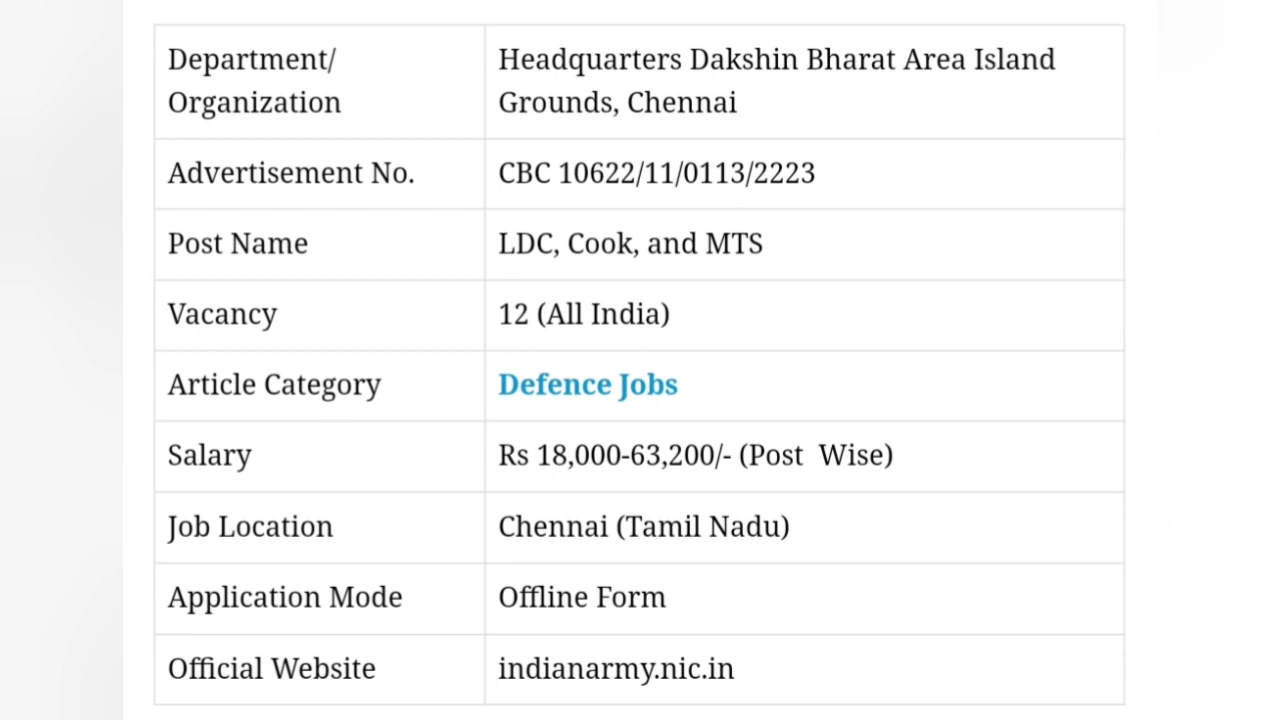 Department/
Organization
Headquarters Dakshin Bharat Area Island
Grounds, Chennai
Advertisement No.
CBC 10622/11/0113/2223
Post Name
LDC, Cook, and MTS
Vacancy
12 (All India)
Article Category
Defence Jobs
Salary
Rs 18,000-63,200/- (Post Wise)
Job Location
Chennai (Tamil Nadu)
Application Mode
Offline Form
Official Website
indianarmy.nic.in